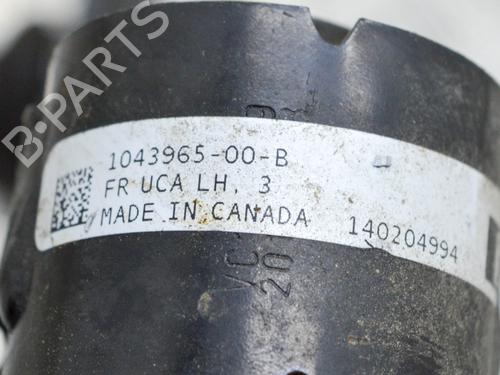 B-PARTS
1043965-00-B
FR UCA LH, 3
MADE IN CANADA
140204994